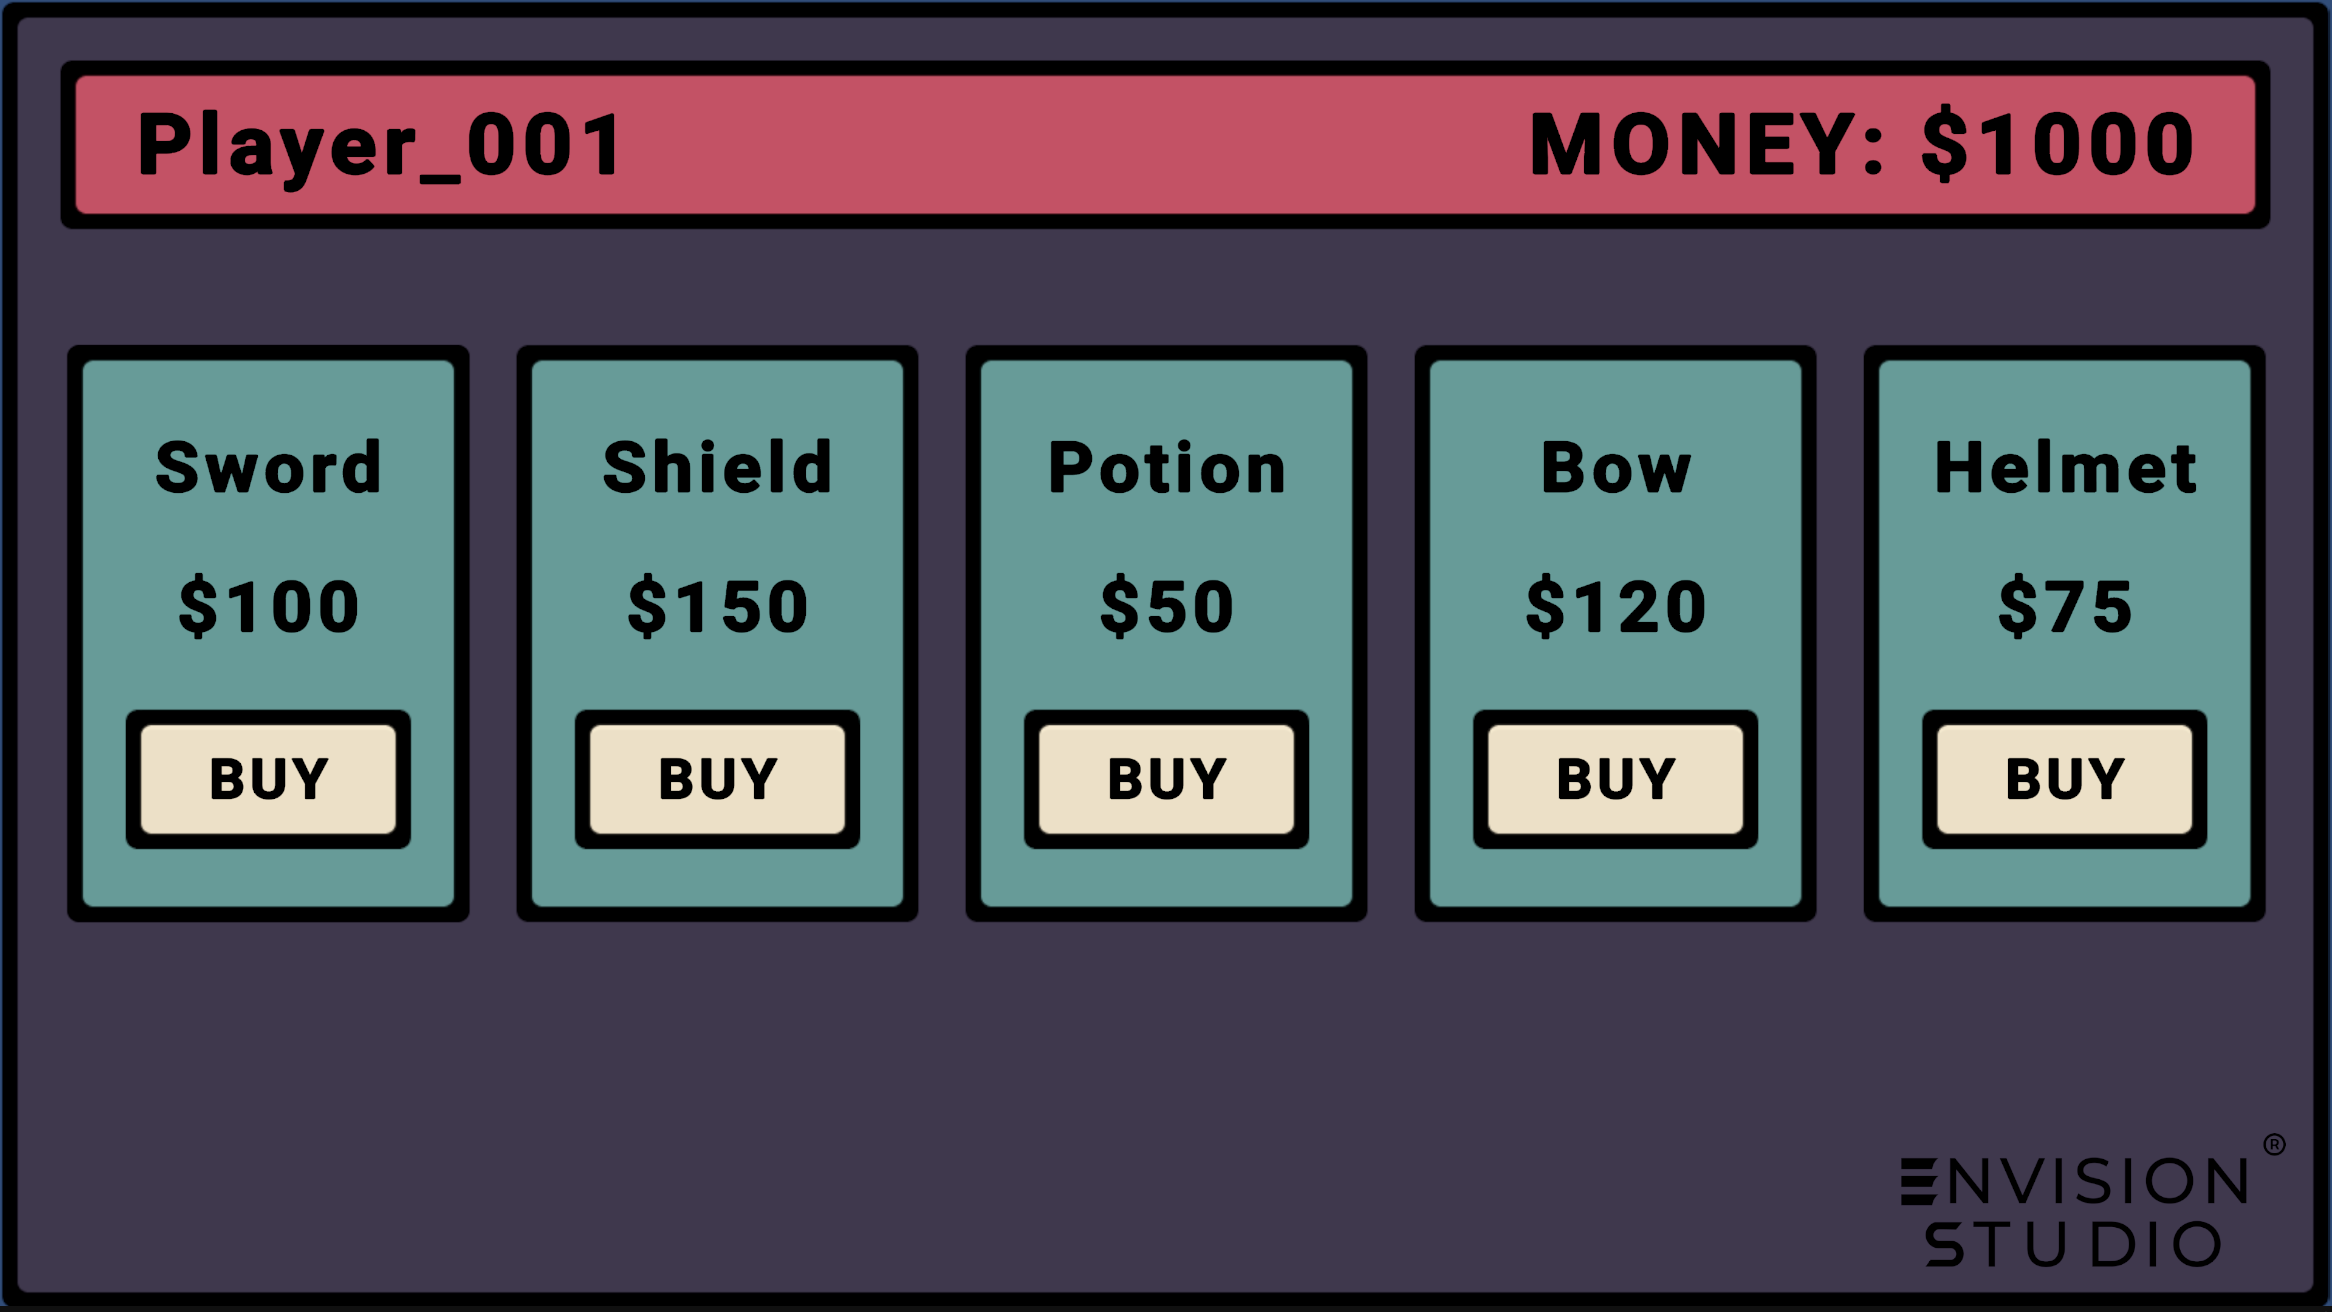 Player_001 MONEY: $1000
Sword Shield Potion Bow Helmet
$100 $150 $50 $120 $75
BUY BUY BUY BUY BUY
ENVISION ®
STUDIO